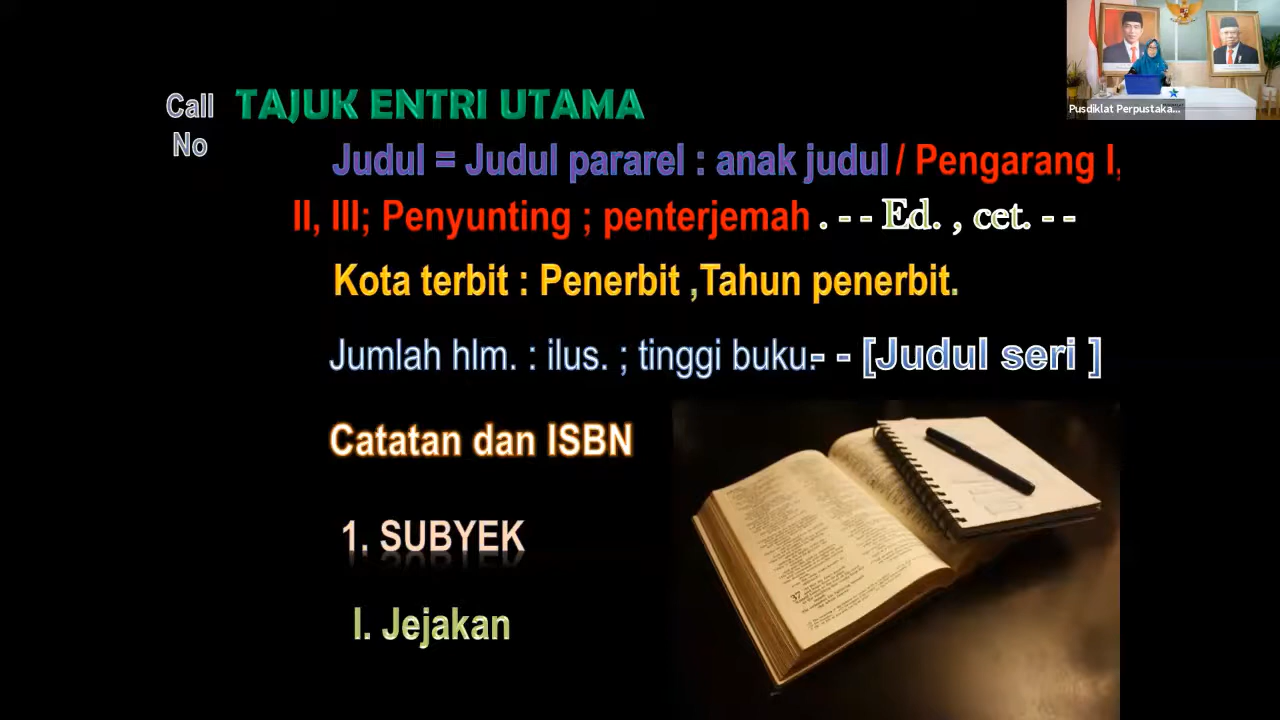 Call
No
TAJUK ENTRI UTAMA
Judul = Judul pararel : anak judul / Pengarang I,
II, III; Penyunting ; penterjemah . - - Ed. , cet. - -
Kota terbit : Penerbit ,Tahun penerbit.
Jumlah hlm. : ilus. ; tinggi buku.- - [Judul seri ]
Catatan dan ISBN
1. SUBYEK
I. Jejakan
Pusdiklat Perpustaka...
37